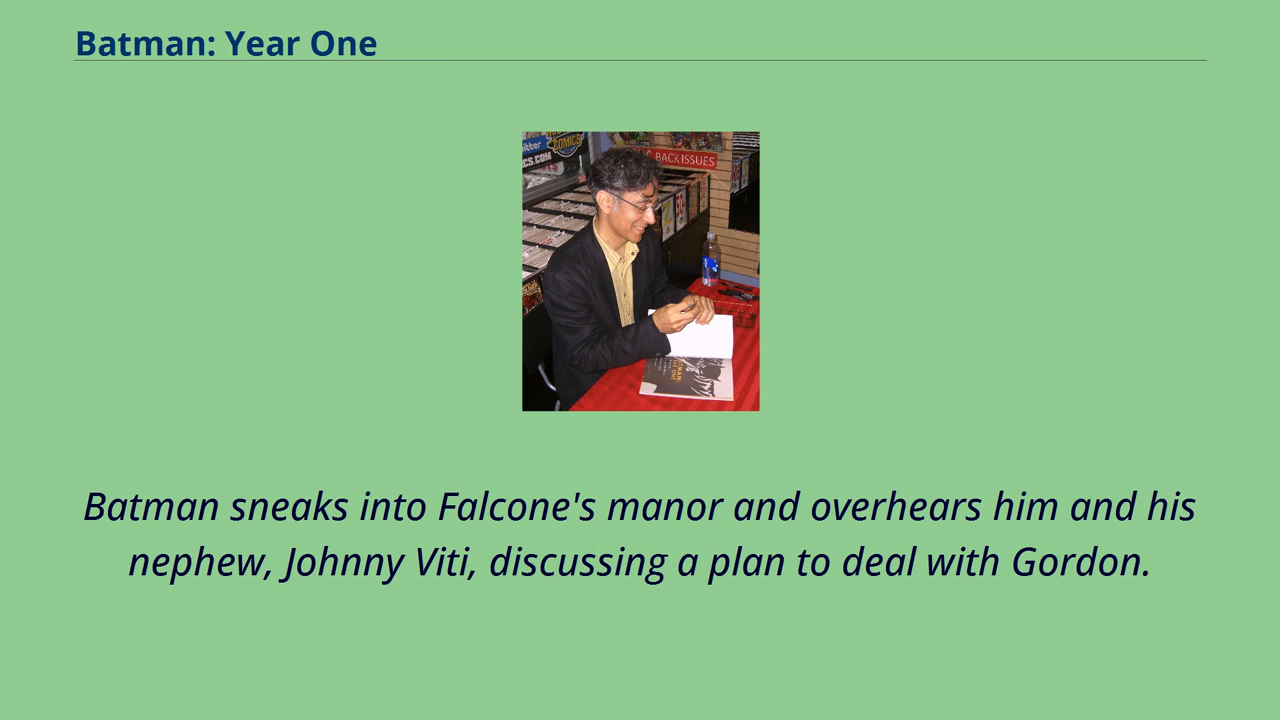 Batman: Year One
COMICS
BACK ISSUES
Batman sneaks into Falcone's manor and overhears him and his
nephew, Johnny Viti, discussing a plan to deal with Gordon.